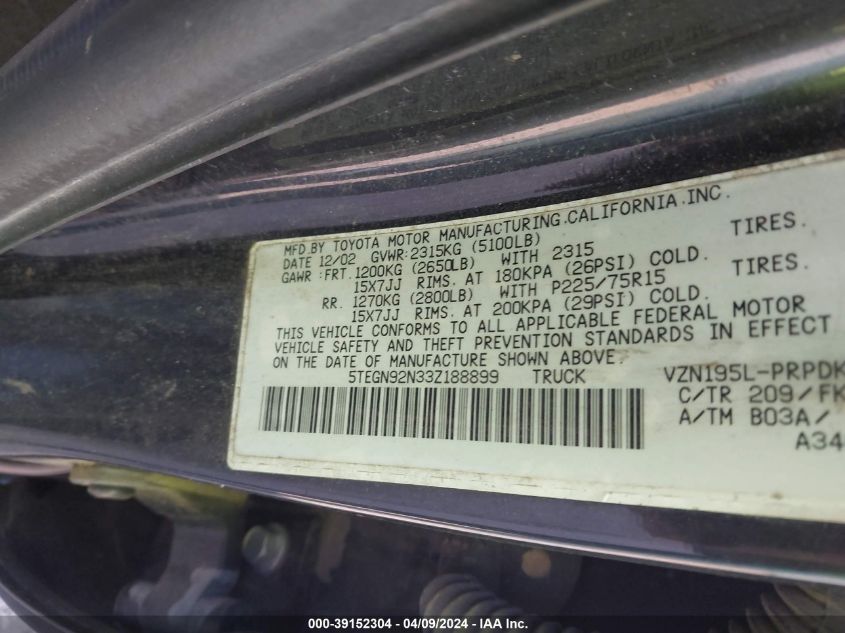 MFD BY TOYOTA MOTOR MANUFACTURING.CALIFORNIA.INC.
DATE 12/02 GVWR:2315KG (5100LB)
GAWR :FRT.1200KG (2650LB) WITH 2315 TIRES.
15X7JJ RIMS. AT 180KPA (26PSI) COLD.
RR. 1270KG (2800LB) WITH P225/75R15 TIRES.
15X7JJ RIMS. AT 200KPA (29PSI) COLD.
THIS VEHICLE CONFORMS TO ALL APPLICABLE FEDERAL MOTOR
VEHICLE SAFETY AND THEFT PREVENTION STANDARDS IN EFFECT
ON THE DATE OF MANUFACTURE SHOWN ABOVE.
5TEGN92N33Z188899 TRUCK VZN195L-PRPDK
C/TR 209/FK
A/TM B03A/
A34
000-39152304 - 04/09/2024 - IAA Inc.